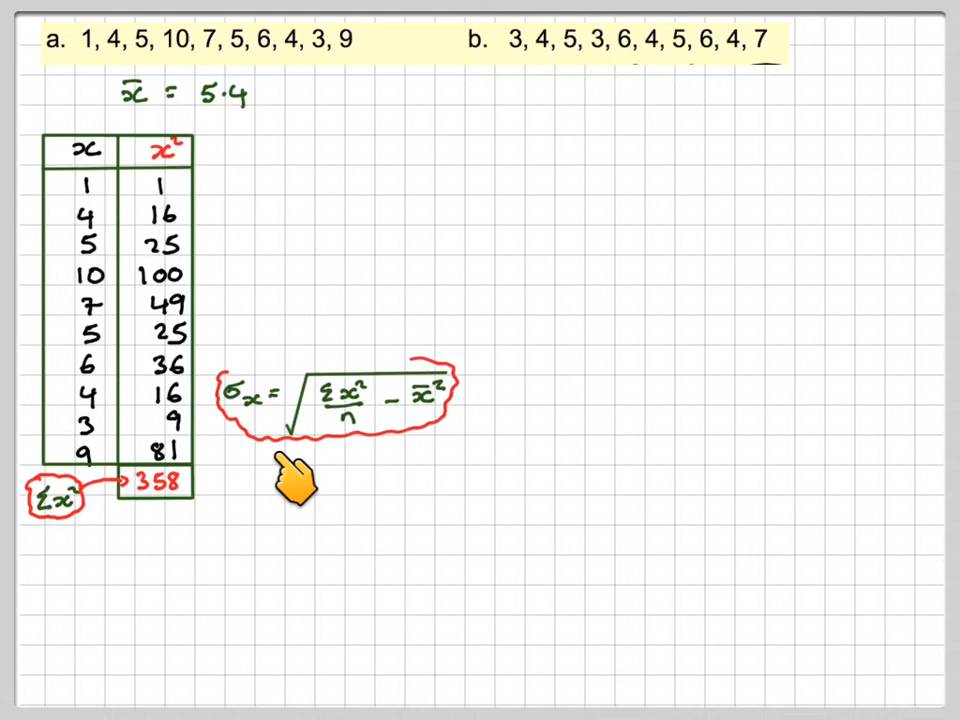 a. 1, 4, 5, 10, 7, 5, 6, 4, 3, 9 b. 3, 4, 5, 3, 6, 4, 5, 6, 4, 7
x̄ = 5·4
x x²
1 1
4 16
5 25
10 100
7 49
5 25
6 36
4 16
3 9
9 81
Σx² 358
σₓ = √(Σx²/n − x̄²)